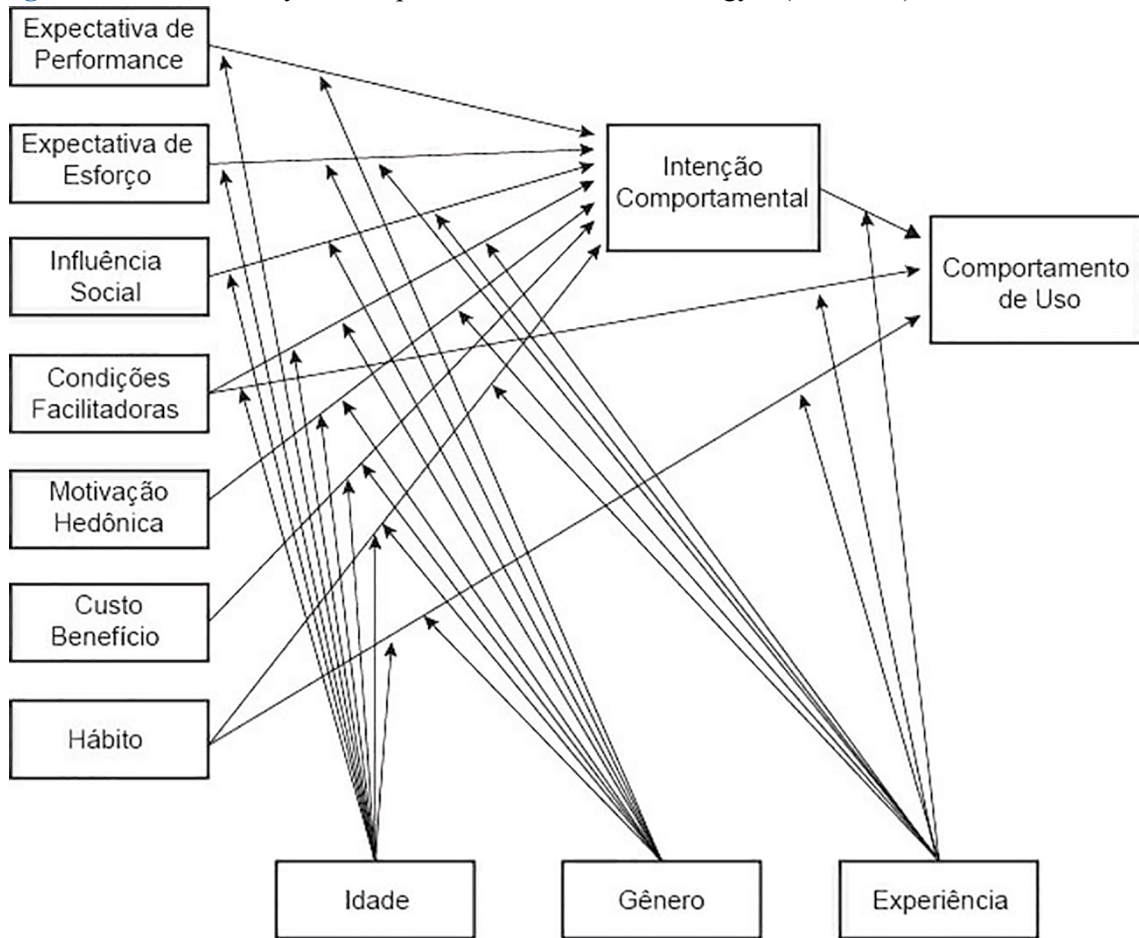 Expectativa de
Performance
Expectativa de
Esforço
Influência
Social
Condições
Facilitadoras
Motivação
Hedônica
Custo
Benefício
Hábito
Intenção
Comportamental
Comportamento
de Uso
Idade
Gênero
Experiência